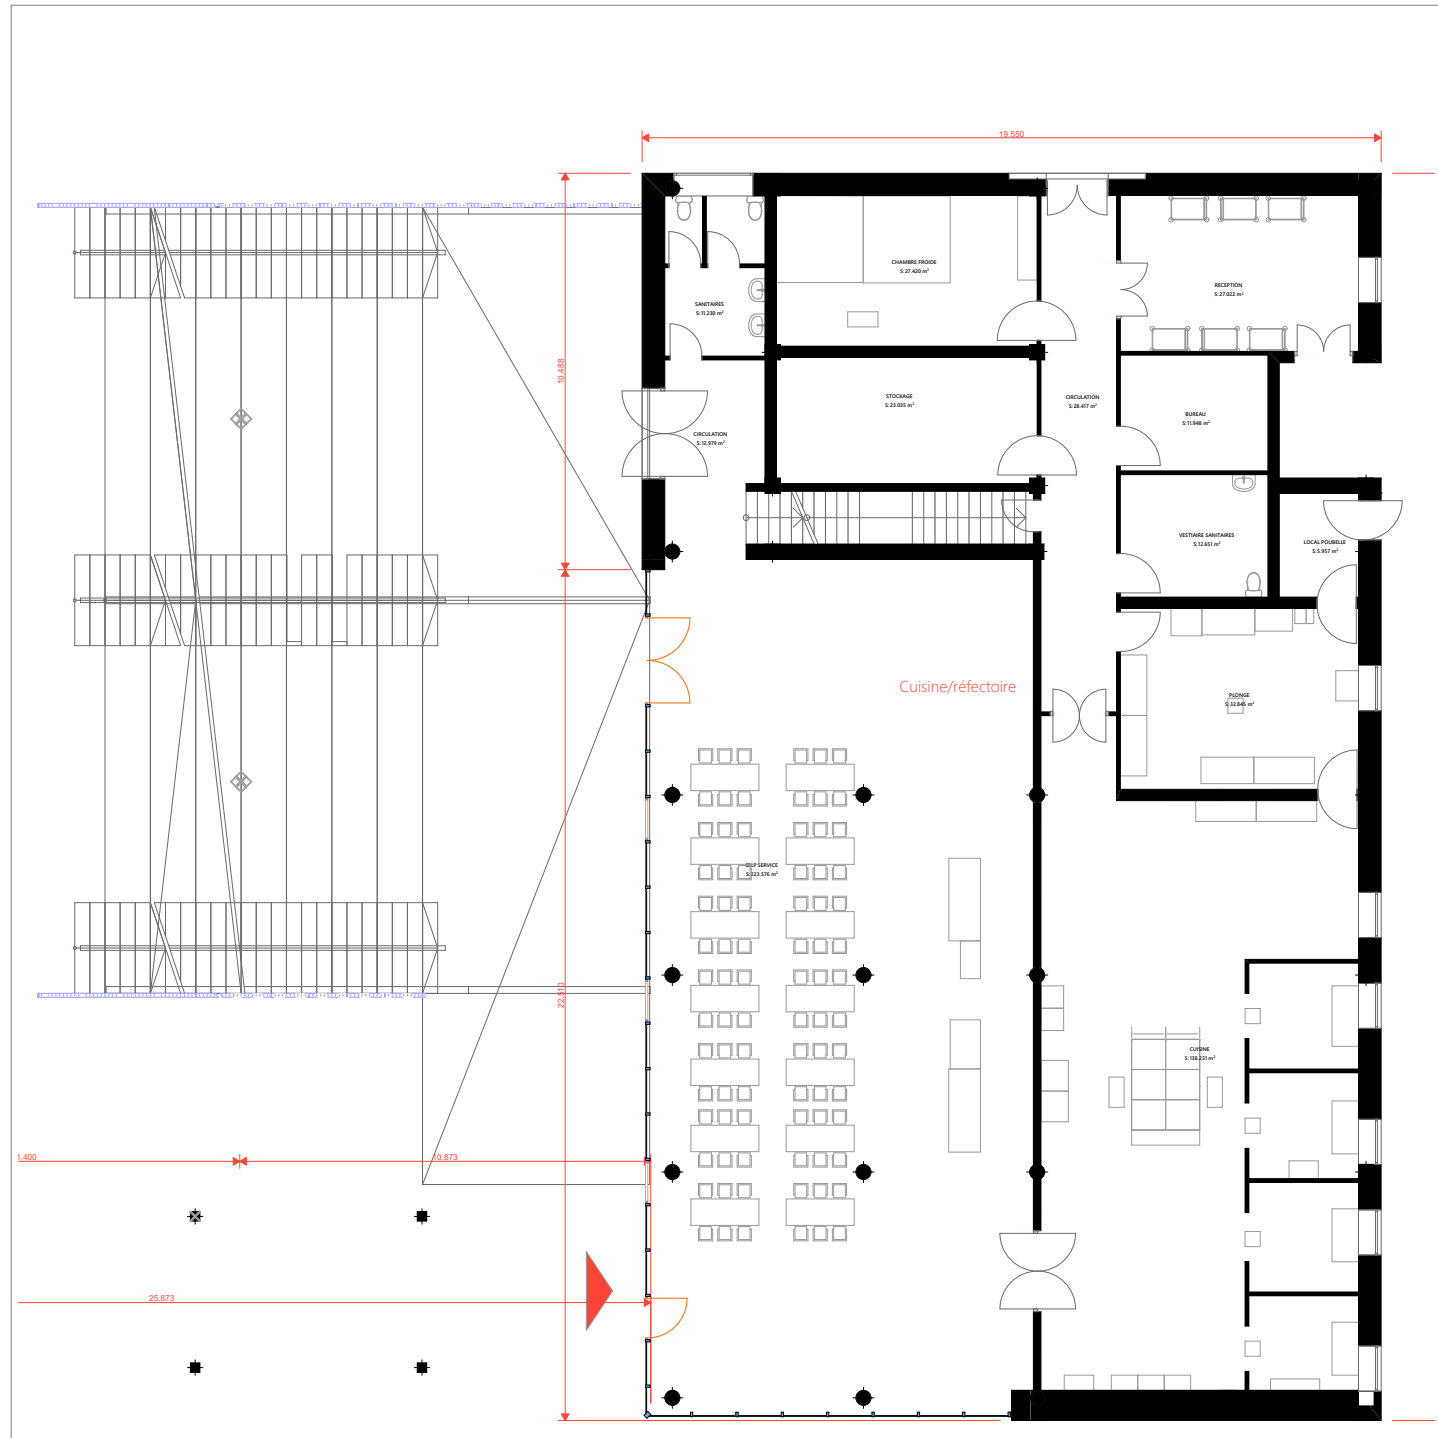 19.550
CHAMBRE FROIDE
S:27.420 m²
RECEPTION
S:27.022 m²
SANITAIRES
S:11.230 m²
10.488
STOCKAGE
S:23.035 m²
CIRCULATION
S:28.417 m²
BUREAU
S:11.948 m²
CIRCULATION
S:12.979 m²
VESTIAIRE SANITAIRES
S:12.651 m²
LOCAL POUBELLE
S:5.957 m²
Cuisine/réfectoire
PLONGE
S:32.845 m²
SELF SERVICE
S:123.576 m²
22.510
CUISINE
S:138.231 m²
1.400
10.873
25.873